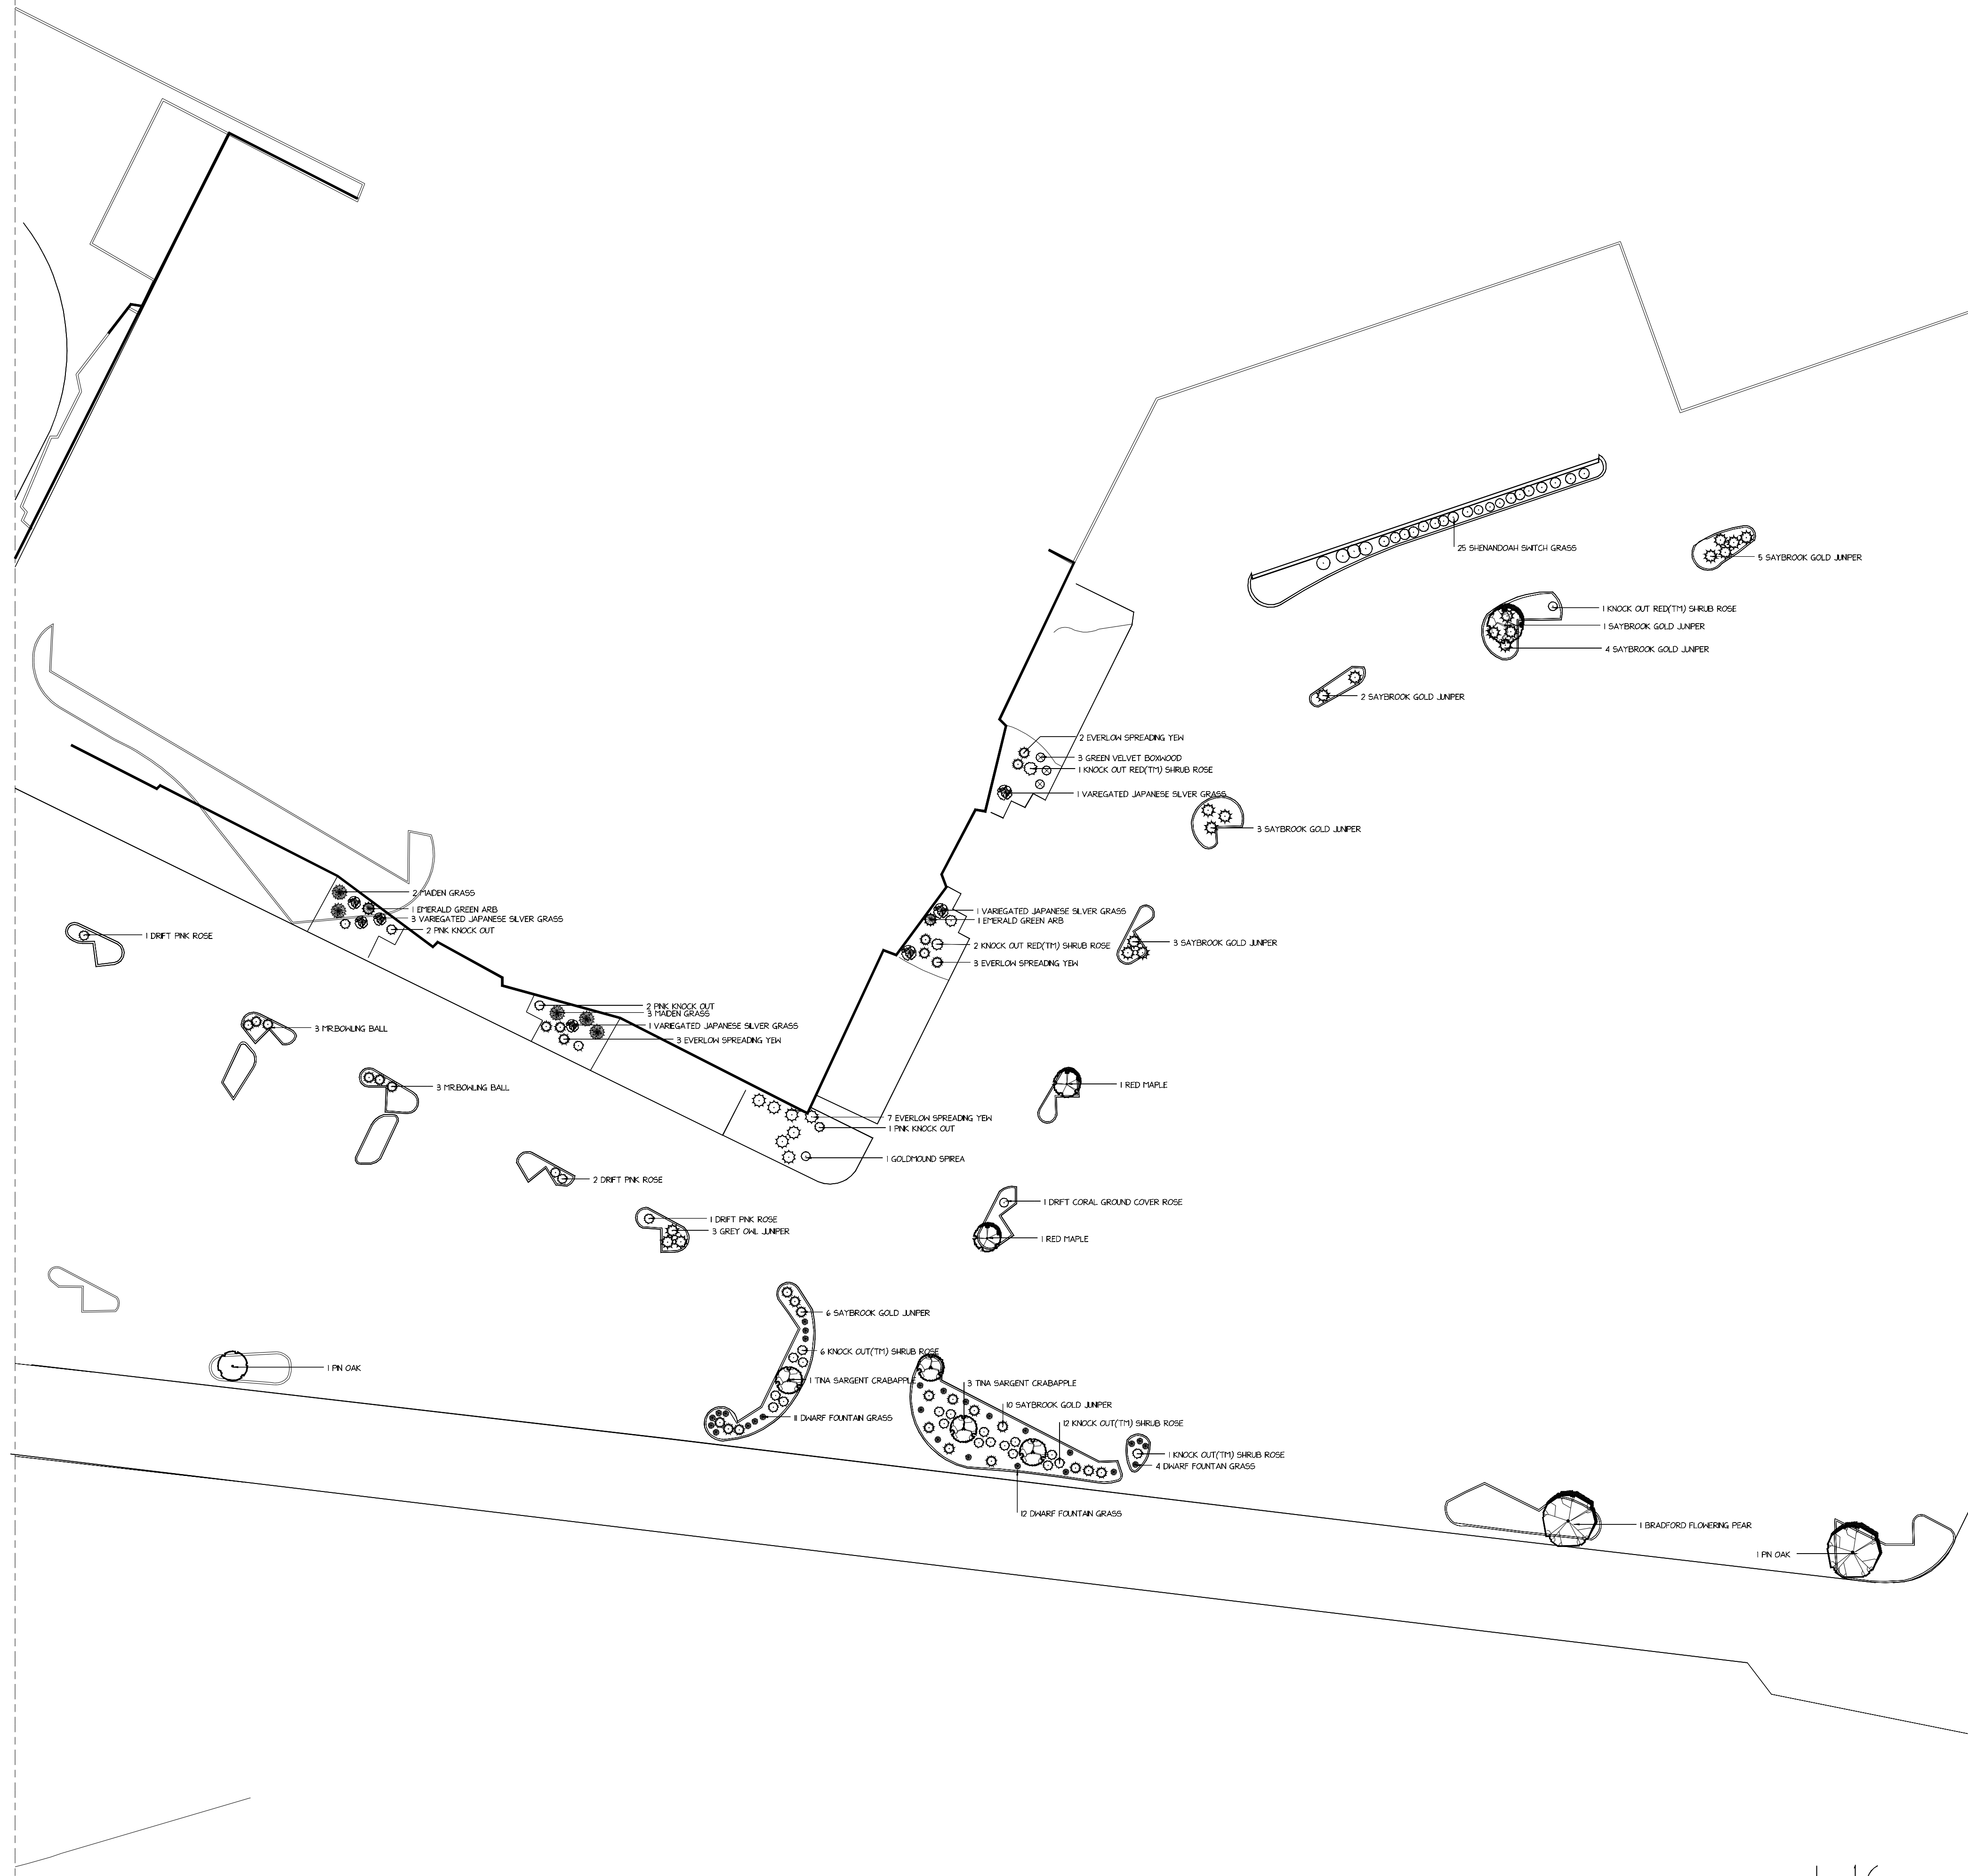 25 SHENANDOAH SWITCH GRASS
5 SAYBROOK GOLD JUNIPER
1 KNOCK OUT RED(TM) SHRUB ROSE
1 SAYBROOK GOLD JUNIPER
4 SAYBROOK GOLD JUNIPER
2 SAYBROOK GOLD JUNIPER
2 EVERLOW SPREADING YEW
3 GREEN VELVET BOXWOOD
1 KNOCK OUT RED(TM) SHRUB ROSE
1 VARIEGATED JAPANESE SILVER GRASS
3 SAYBROOK GOLD JUNIPER
2 MAIDEN GRASS
1 EMERALD GREEN ARB
3 VARIEGATED JAPANESE SILVER GRASS
2 PINK KNOCK OUT
1 DRIFT PINK ROSE
1 VARIEGATED JAPANESE SILVER GRASS
1 EMERALD GREEN ARB
2 KNOCK OUT RED(TM) SHRUB ROSE
3 EVERLOW SPREADING YEW
3 SAYBROOK GOLD JUNIPER
2 PINK KNOCK OUT
3 MAIDEN GRASS
1 VARIEGATED JAPANESE SILVER GRASS
3 EVERLOW SPREADING YEW
3 MR.BOWLING BALL
3 MR.BOWLING BALL
1 RED MAPLE
7 EVERLOW SPREADING YEW
1 PINK KNOCK OUT
1 GOLDMOUND SPIREA
2 DRIFT PINK ROSE
1 DRIFT CORAL GROUND COVER ROSE
1 DRIFT PINK ROSE
3 GREY OWL JUNIPER
1 RED MAPLE
6 SAYBROOK GOLD JUNIPER
6 KNOCK OUT(TM) SHRUB ROSE
1 PIN OAK
1 TINA SARGENT CRABAPPLE
3 TINA SARGENT CRABAPPLE
10 SAYBROOK GOLD JUNIPER
11 DWARF FOUNTAIN GRASS
12 KNOCK OUT(TM) SHRUB ROSE
1 KNOCK OUT(TM) SHRUB ROSE
4 DWARF FOUNTAIN GRASS
12 DWARF FOUNTAIN GRASS
1 BRADFORD FLOWERING PEAR
1 PIN OAK